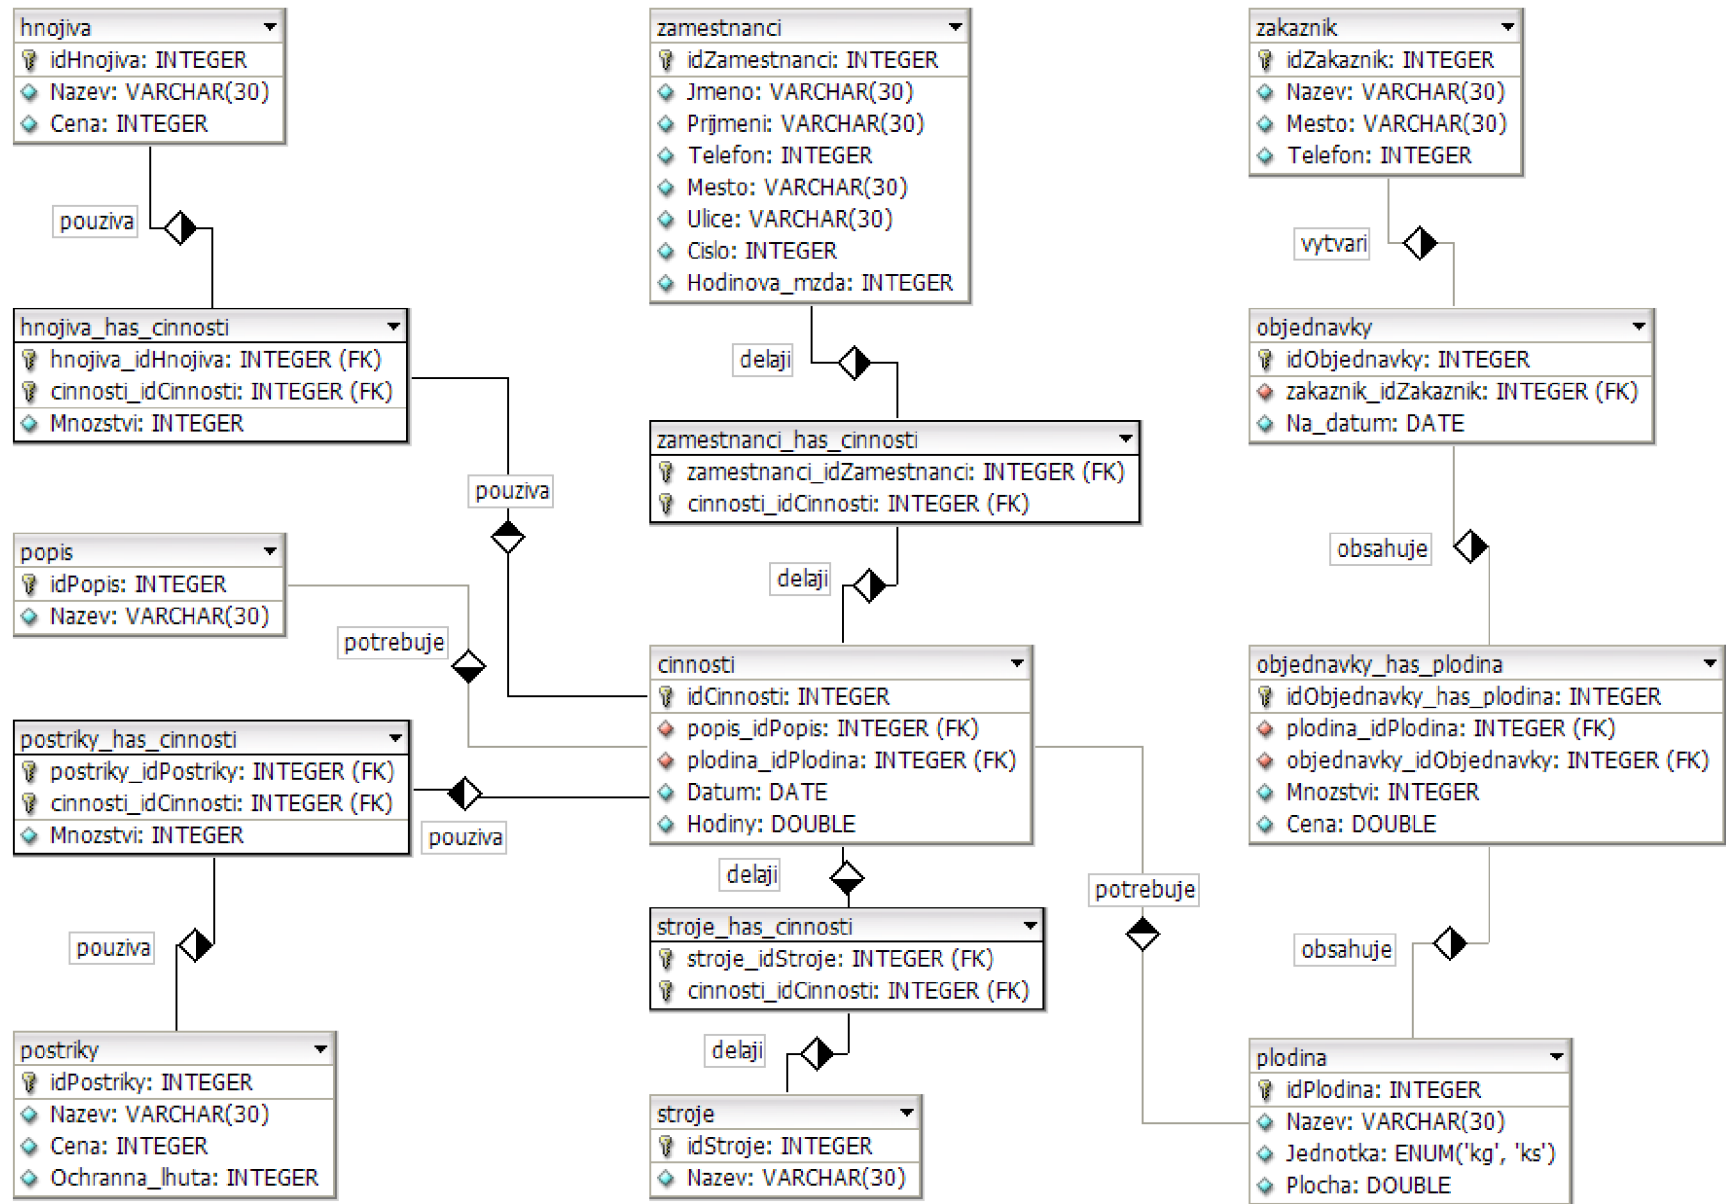 hnojiva
idHnojiva: INTEGER
Nazev: VARCHAR(30)
Cena: INTEGER
pouziva
hnojiva_has_cinnosti
hnojiva_idHnojiva: INTEGER (FK)
cinnosti_idCinnosti: INTEGER (FK)
Mnozstvi: INTEGER
pouziva
popis
idPopis: INTEGER
Nazev: VARCHAR(30)
potrebuje
postriky_has_cinnosti
postriky_idPostriky: INTEGER (FK)
cinnosti_idCinnosti: INTEGER (FK)
Mnozstvi: INTEGER
pouziva
pouziva
postriky
idPostriky: INTEGER
Nazev: VARCHAR(30)
Cena: INTEGER
Ochranna_lhuta: INTEGER
zamestnanci
idZamestnanci: INTEGER
Jmeno: VARCHAR(30)
Prijmeni: VARCHAR(30)
Telefon: INTEGER
Mesto: VARCHAR(30)
Ulice: VARCHAR(30)
Cislo: INTEGER
Hodinova_mzda: INTEGER
delaji
zamestnanci_has_cinnosti
zamestnanci_idZamestnanci: INTEGER (FK)
cinnosti_idCinnosti: INTEGER (FK)
delaji
cinnosti
idCinnosti: INTEGER
popis_idPopis: INTEGER (FK)
plodina_idPlodina: INTEGER (FK)
Datum: DATE
Hodiny: DOUBLE
delaji
stroje_has_cinnosti
stroje_idStroje: INTEGER (FK)
cinnosti_idCinnosti: INTEGER (FK)
delaji
stroje
idStroje: INTEGER
Nazev: VARCHAR(30)
potrebuje
zakaznik
idZakaznik: INTEGER
Nazev: VARCHAR(30)
Mesto: VARCHAR(30)
Telefon: INTEGER
vytvari
objednavky
idObjednavky: INTEGER
zakaznik_idZakaznik: INTEGER (FK)
Na_datum: DATE
obsahuje
objednavky_has_plodina
idObjednavky_has_plodina: INTEGER
plodina_idPlodina: INTEGER (FK)
objednavky_idObjednavky: INTEGER (FK)
Mnozstvi: INTEGER
Cena: DOUBLE
obsahuje
plodina
idPlodina: INTEGER
Nazev: VARCHAR(30)
Jednotka: ENUM('kg', 'ks')
Plocha: DOUBLE